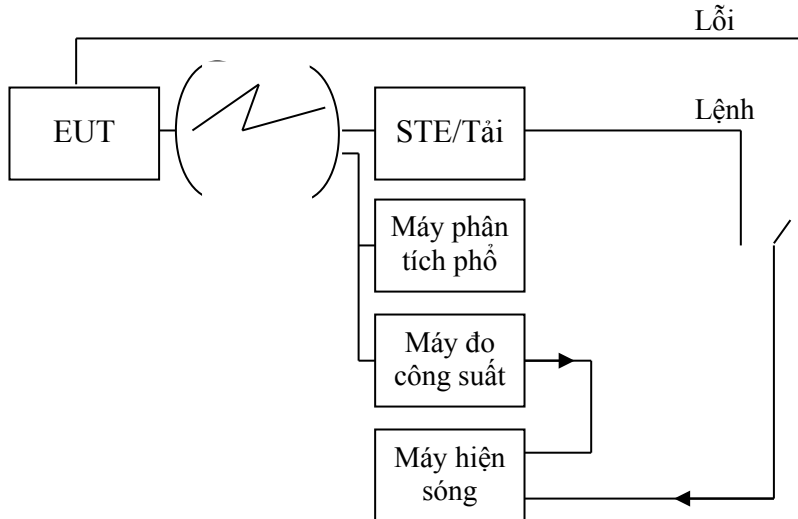 Lỗi
EUT
STE/Tải
Lệnh
Máy phân
tích phổ
Máy đo
công suất
Máy hiện
sóng